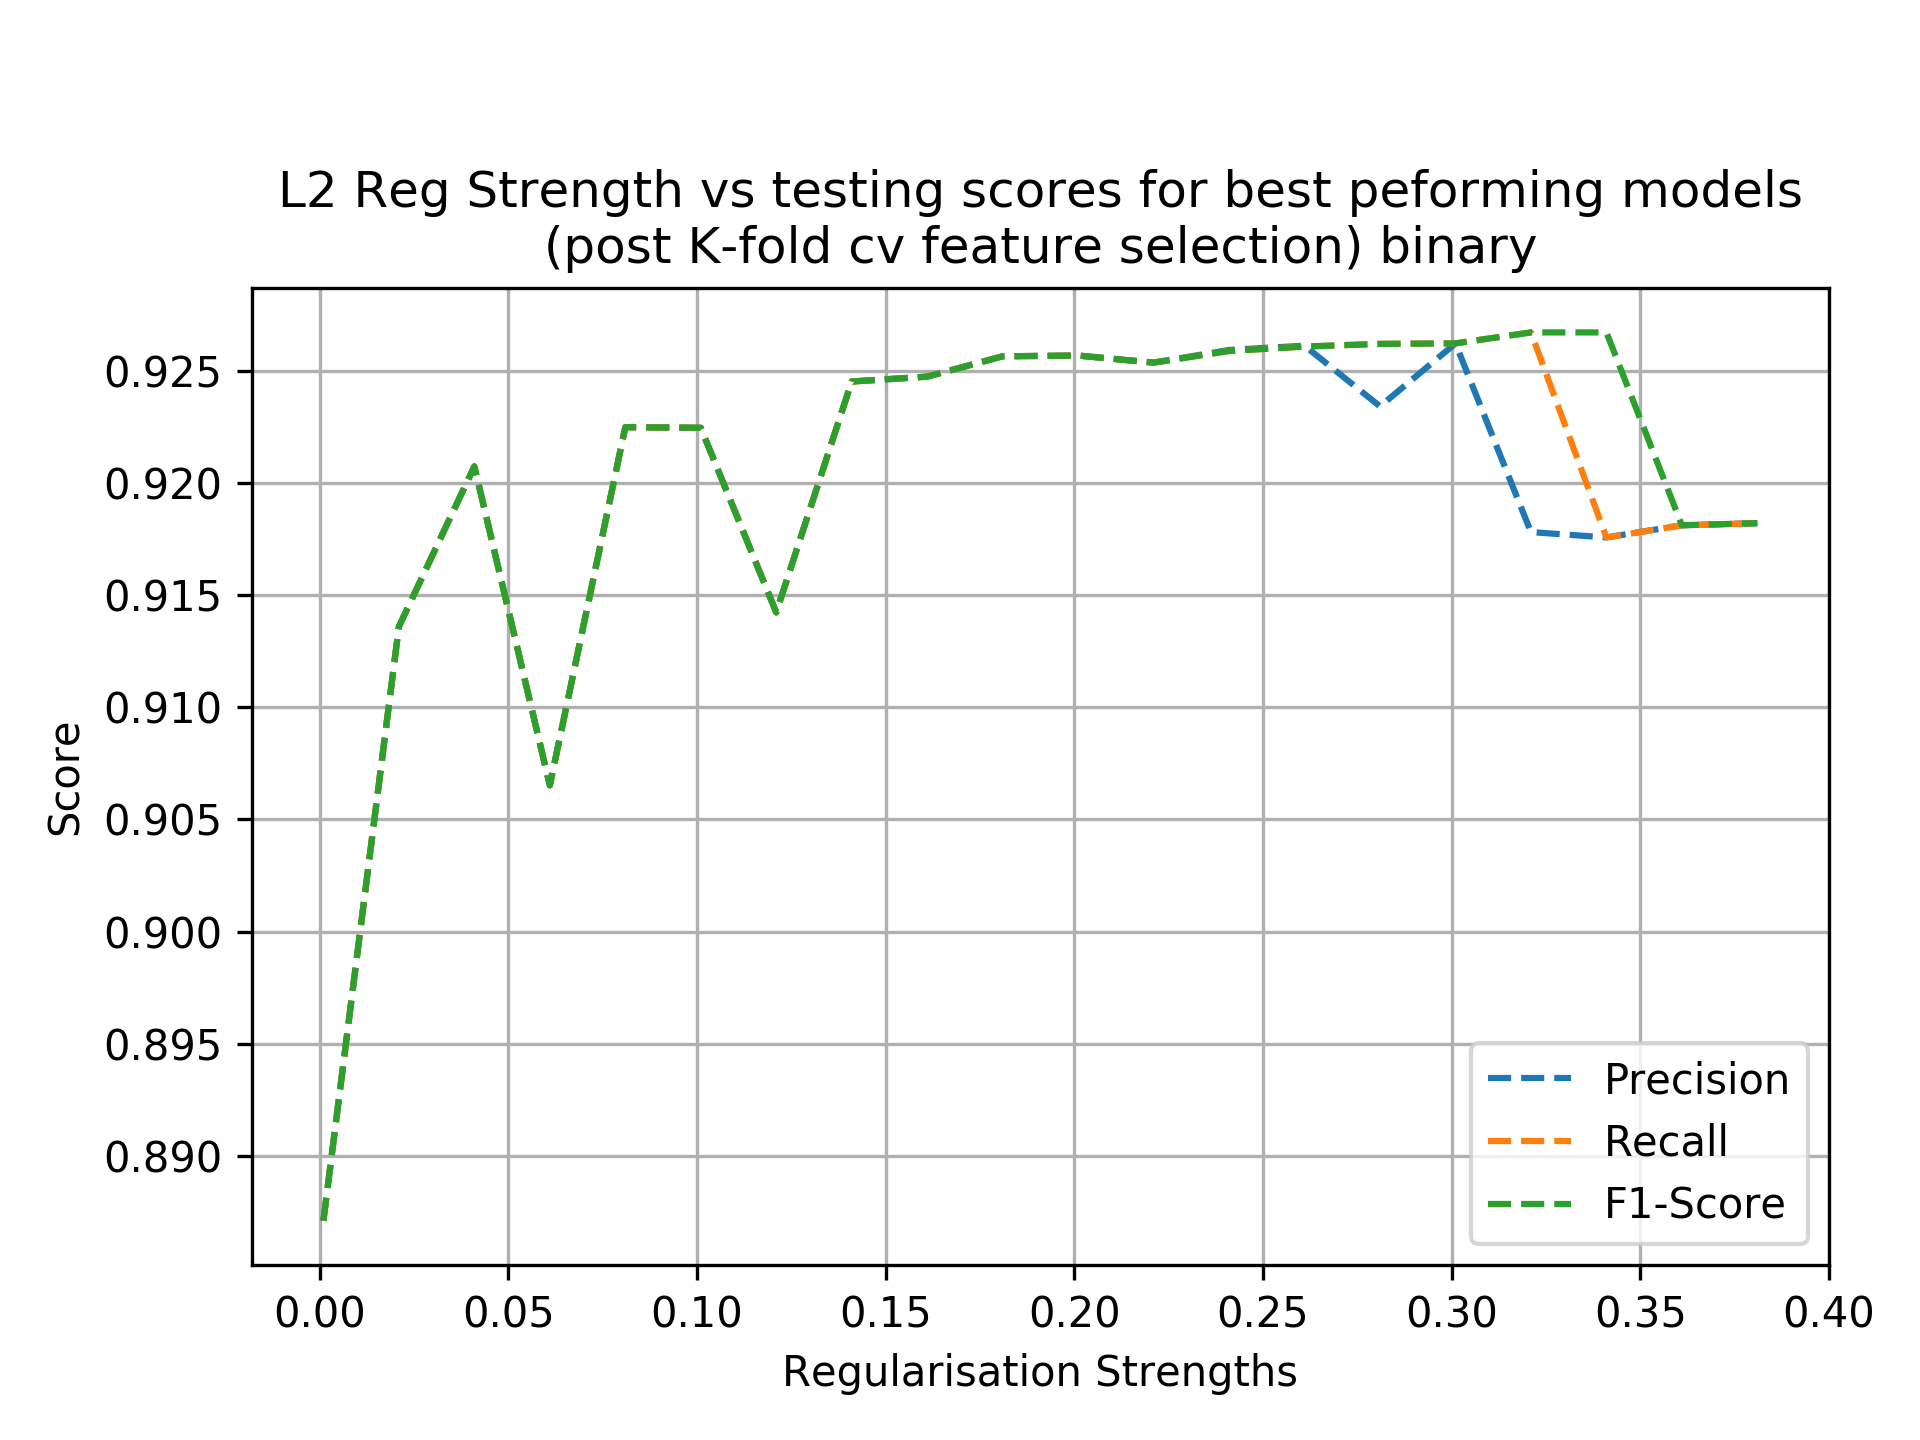 L2 Reg Strength vs testing scores for best peforming models
(post K-fold cv feature selection) binary
0.925
0.920
0.915
0.910
0.905
0.900
0.895
0.890
Score
Precision
Recall
F1-Score
0.00 0.05 0.10 0.15 0.20 0.25 0.30 0.35 0.40
Regularisation Strengths